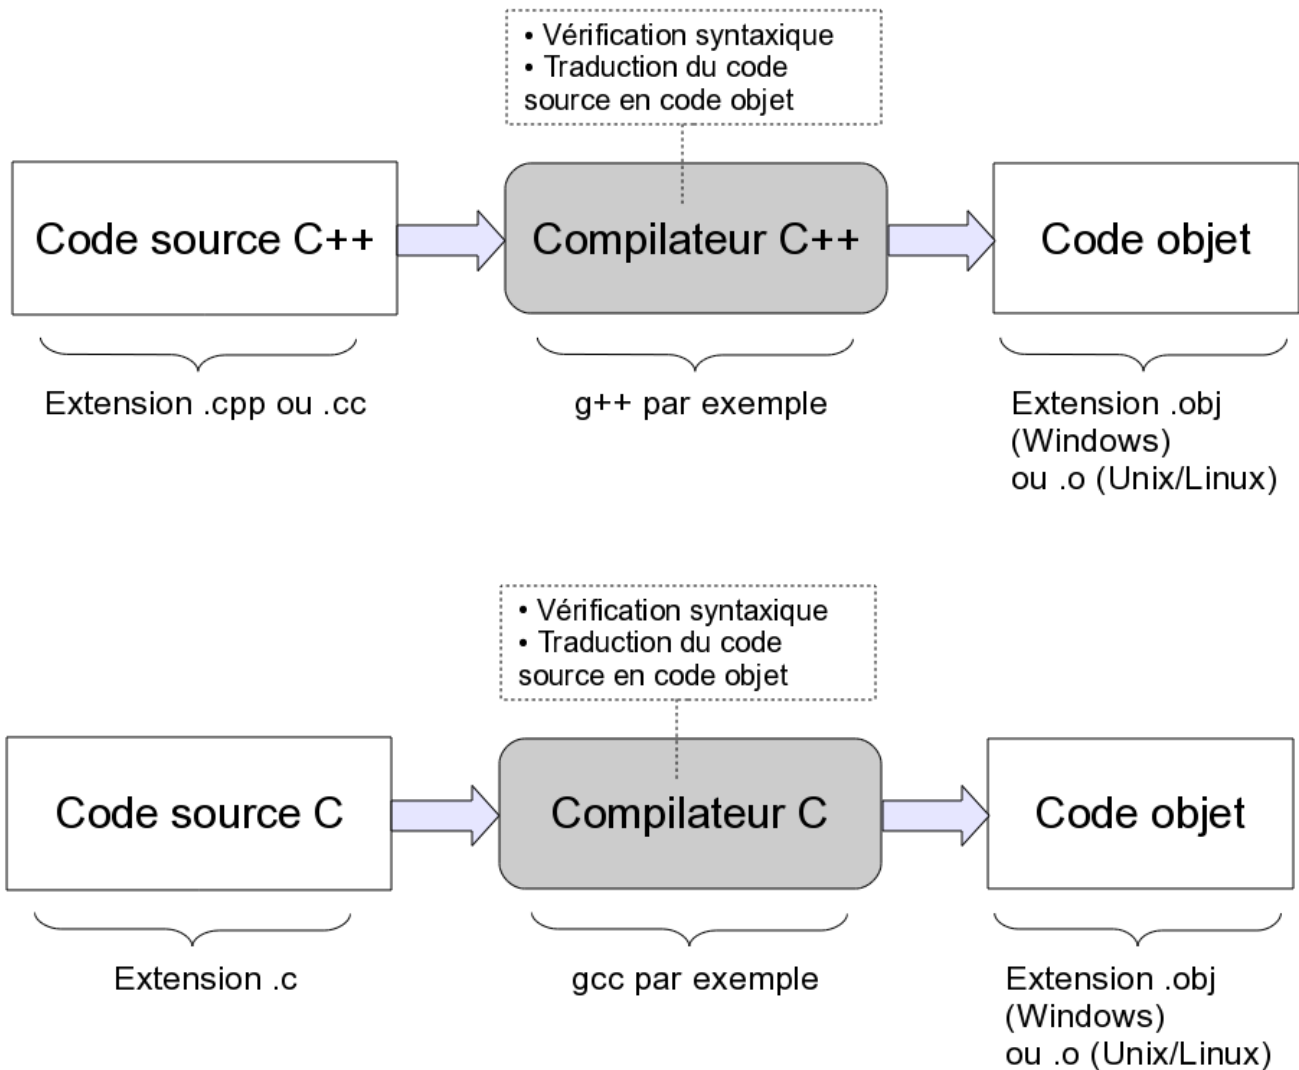 • Vérification syntaxique
• Traduction du code
source en code objet
Code source C++
Compilateur C++
Code objet
Extension .cpp ou .cc
g++ par exemple
Extension .obj
(Windows)
ou .o (Unix/Linux)
• Vérification syntaxique
• Traduction du code
source en code objet
Code source C
Compilateur C
Code objet
Extension .c
gcc par exemple
Extension .obj
(Windows)
ou .o (Unix/Linux)